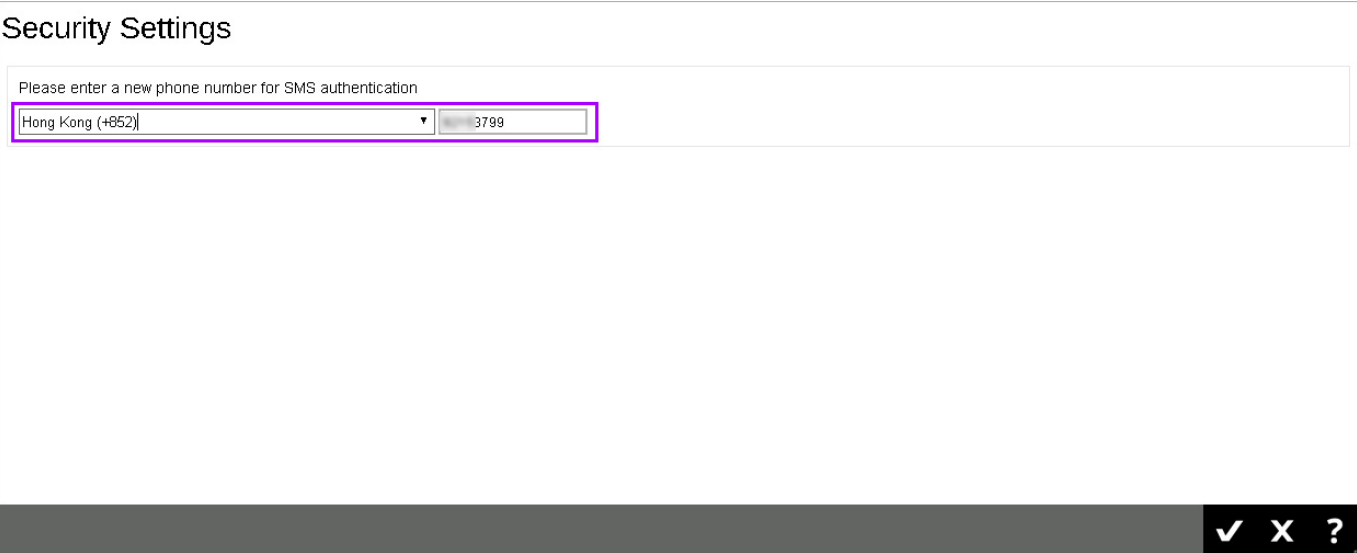 Security Settings
Please enter a new phone number for SMS authentication
Hong Kong (+852) 3799
?